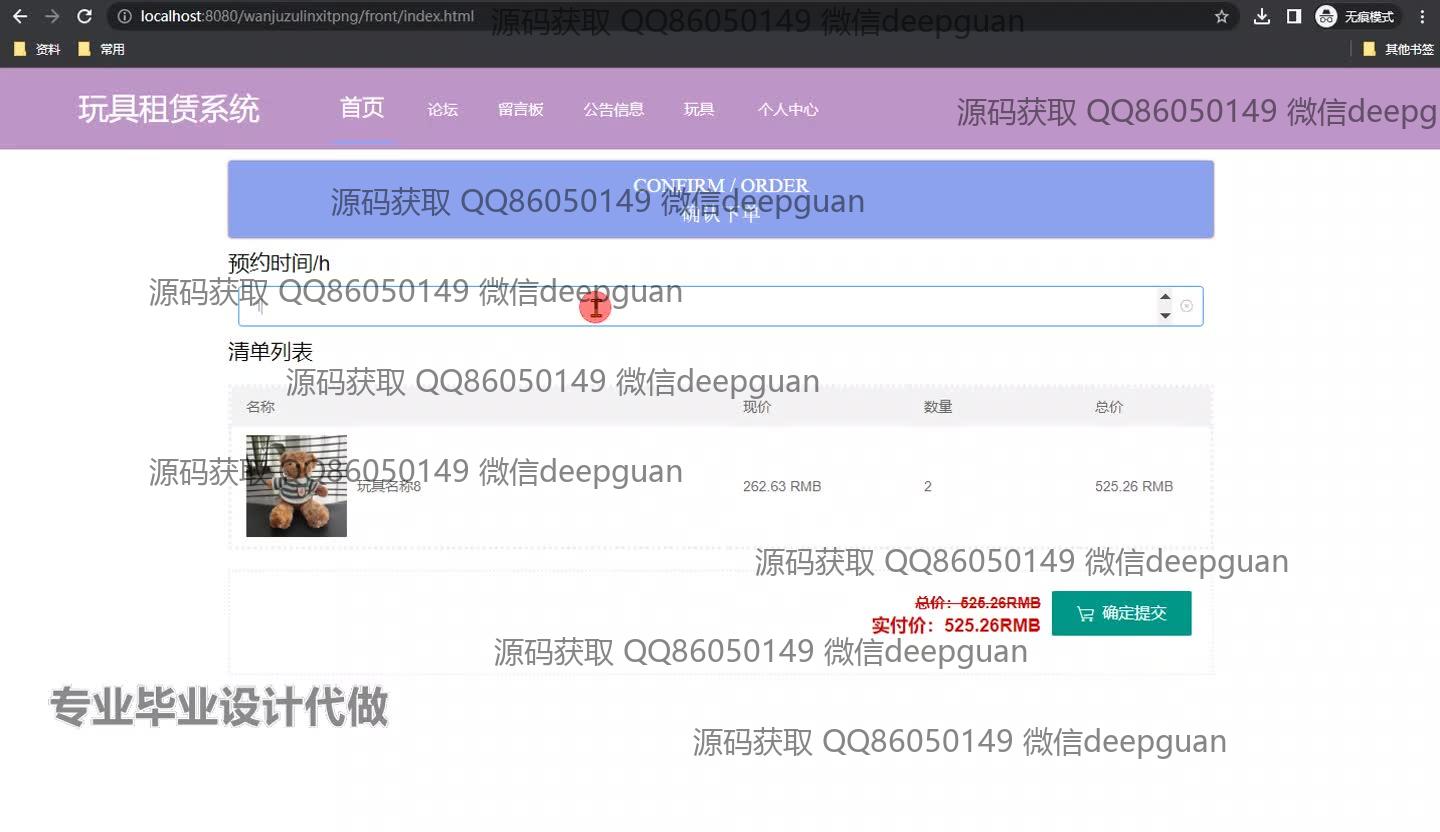 localhost:8080/wanjuzulinxitpng/front/index.html
无痕模式
资料
常用
其他书签
源码获取 QQ86050149 微信deepguan
玩具租赁系统
首页
论坛
留言板
公告信息
玩具
个人中心
源码获取 QQ86050149 微信deepg
CONFIRM / ORDER
源码获取 QQ86050149 微信deepguan
确认下单
预约时间/h
源码获取 QQ86050149 微信deepguan
清单列表
源码获取 QQ86050149 微信deepguan
名称 现价 数量 总价
源码获取 QQ86050149 微信deepguan
玩具名称8 262.63 RMB 2 525.26 RMB
源码获取 QQ86050149 微信deepguan
总价：525.26RMB
实付价：525.26RMB
确定提交
源码获取 QQ86050149 微信deepguan
专业毕业设计代做
源码获取 QQ86050149 微信deepguan